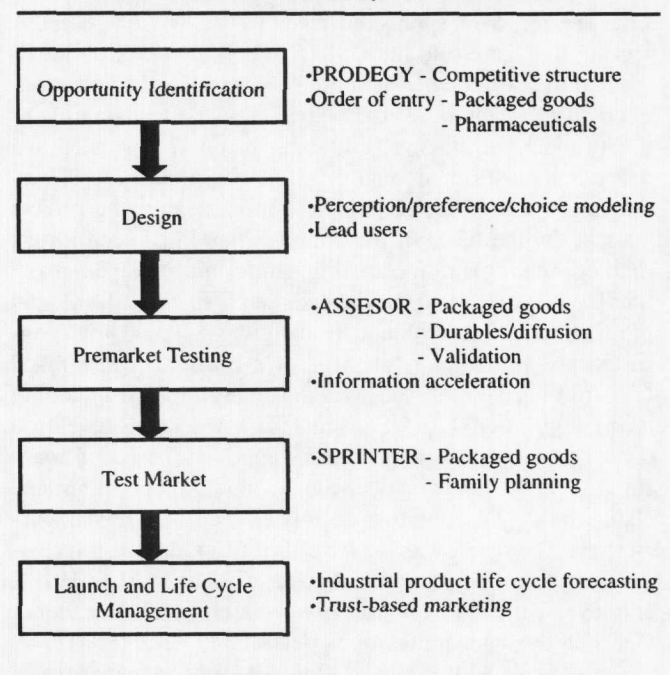 Opportunity Identification
•PRODEGY - Competitive structure
•Order of entry - Packaged goods
- Pharmaceuticals
Design
•Perception/preference/choice modeling
•Lead users
Premarket Testing
•ASSESOR - Packaged goods
- Durables/diffusion
- Validation
•Information acceleration
Test Market
•SPRINTER - Packaged goods
- Family planning
Launch and Life Cycle
Management
•Industrial product life cycle forecasting
•Trust-based marketing